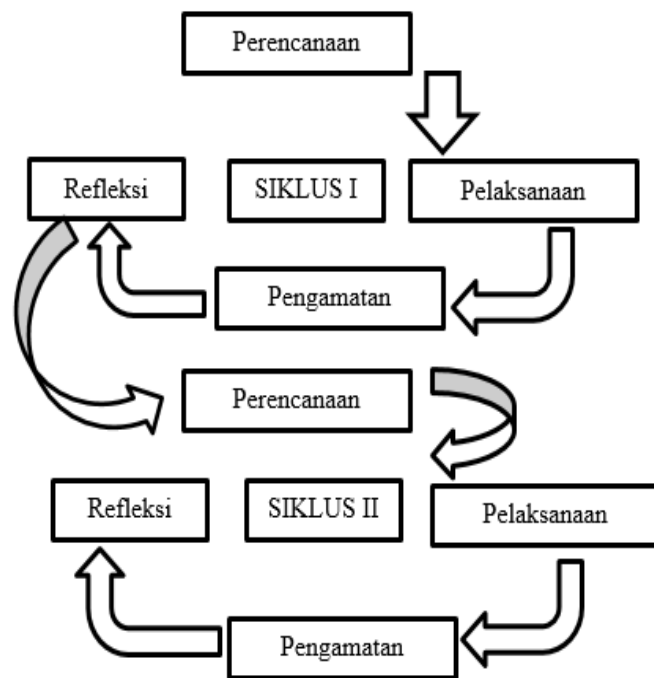 Perencanaan
Refleksi
SIKLUS I
Pelaksanaan
Pengamatan
Perencanaan
Refleksi
SIKLUS II
Pelaksanaan
Pengamatan